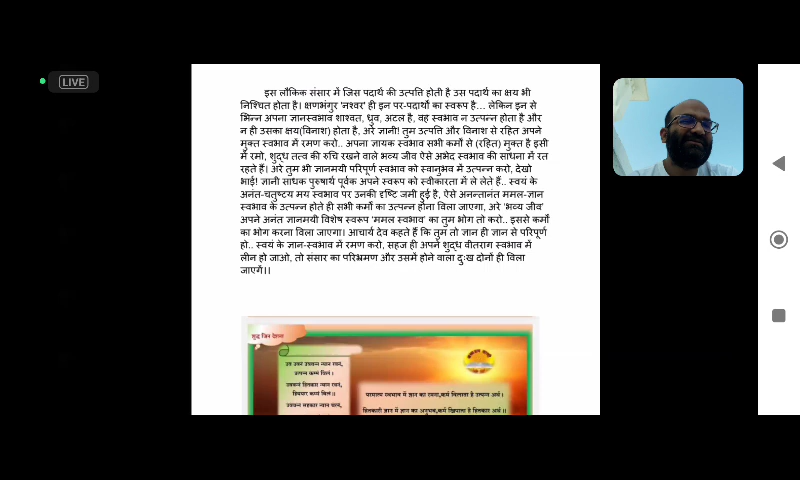 LIVE
इस लौकिक संसार में जिस पदार्थ की उत्पत्ति होती है उस पदार्थ का क्षय भी
निश्चित होता है। क्षणभंगुर 'नश्वर' ही इन पर-पदार्थो का स्वरूप है... लेकिन इन से
भिन्न अपना ज्ञानस्वभाव शाश्वत, ध्रुव, अटल है, वह स्वभाव न उत्पन्न होता है और
न ही उसका क्षय(विनाश) होता है, अरे ज्ञानी! तुम उत्पत्ति और विनाश से रहित अपने
मुक्त स्वभाव में रमण करो.. अपना ज्ञायक स्वभाव सभी कर्मो से (रहित) मुक्त है इसी
में रमो, शुद्ध तत्व की रुचि रखने वाले भव्य जीव ऐसे अभेद स्वभाव की साधना में रत
रहते हैं। अरे तुम भी ज्ञानमयी परिपूर्ण स्वभाव को स्वानुभव में उत्पन्न करो, देखो
भाई! ज्ञानी साधक पुरुषार्थ पूर्वक अपने स्वरूप को स्वीकारता में ले लेते हैं.. स्वयं के
अनंत-चतुष्टय मय स्वभाव पर उनकी दृष्टि जमी हुई है, ऐसे अनन्तानंत ममल-ज्ञान
स्वभाव के उत्पन्न होते ही सभी कर्मो का उत्पन्न होना विला जाएगा, अरे 'भव्य जीव'
अपने अनंत ज्ञानमयी विशेष स्वरूप 'ममल स्वभाव' का तुम भोग तो करो.. इससे कर्मो
का भोग करना विला जाएगा। आचार्य देव कहते हैं कि तुम तो ज्ञान ही ज्ञान से परिपूर्ण
हो.. स्वयं के ज्ञान-स्वभाव में रमण करो, सहज ही अपने शुद्ध वीतराग स्वभाव में
लीन हो जाओ, तो संसार का परिभ्रमण और उसमें होने वाला दुःख दोनों ही विला
जाएगें।।
शुद्ध जिन देशना